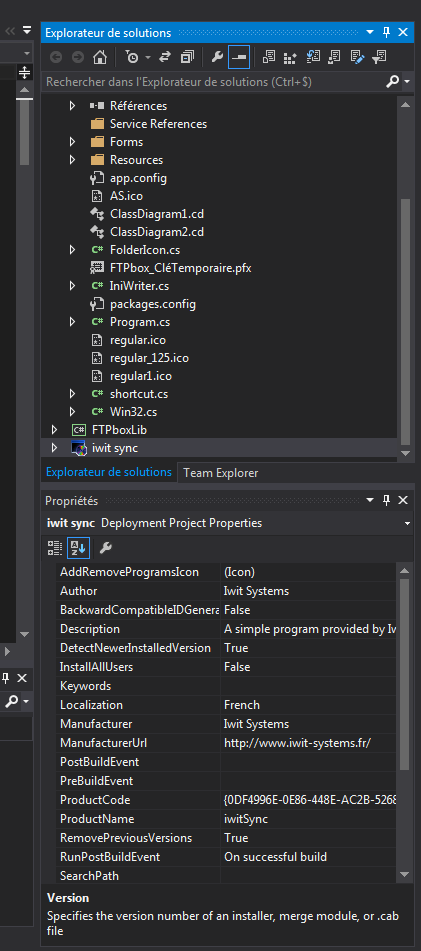 Explorateur de solutions
Rechercher dans l'Explorateur de solutions (Ctrl+$)
Références
Service References
Forms
Resources
app.config
AS.ico
ClassDiagram1.cd
ClassDiagram2.cd
C# FolderIcon.cs
FTPbox_CléTemporaire.pfx
C# IniWriter.cs
packages.config
C# Program.cs
regular.ico
regular_125.ico
regular1.ico
C# shortcut.cs
C# Win32.cs
C# FTPboxLib
iwit sync
Explorateur de solutions Team Explorer
Propriétés
iwit sync Deployment Project Properties
AddRemoveProgramsIcon (Icon)
Author Iwit Systems
BackwardCompatibleIDGenera False
Description A simple program provided by Iw
DetectNewerInstalledVersion True
InstallAllUsers False
Keywords
Localization French
Manufacturer Iwit Systems
ManufacturerUrl http://www.iwit-systems.fr/
PostBuildEvent
PreBuildEvent
ProductCode {0DF4996E-0E86-448E-AC2B-5268
ProductName iwitSync
RemovePreviousVersions True
RunPostBuildEvent On successful build
SearchPath
Version
Specifies the version number of an installer, merge module, or .cab
file